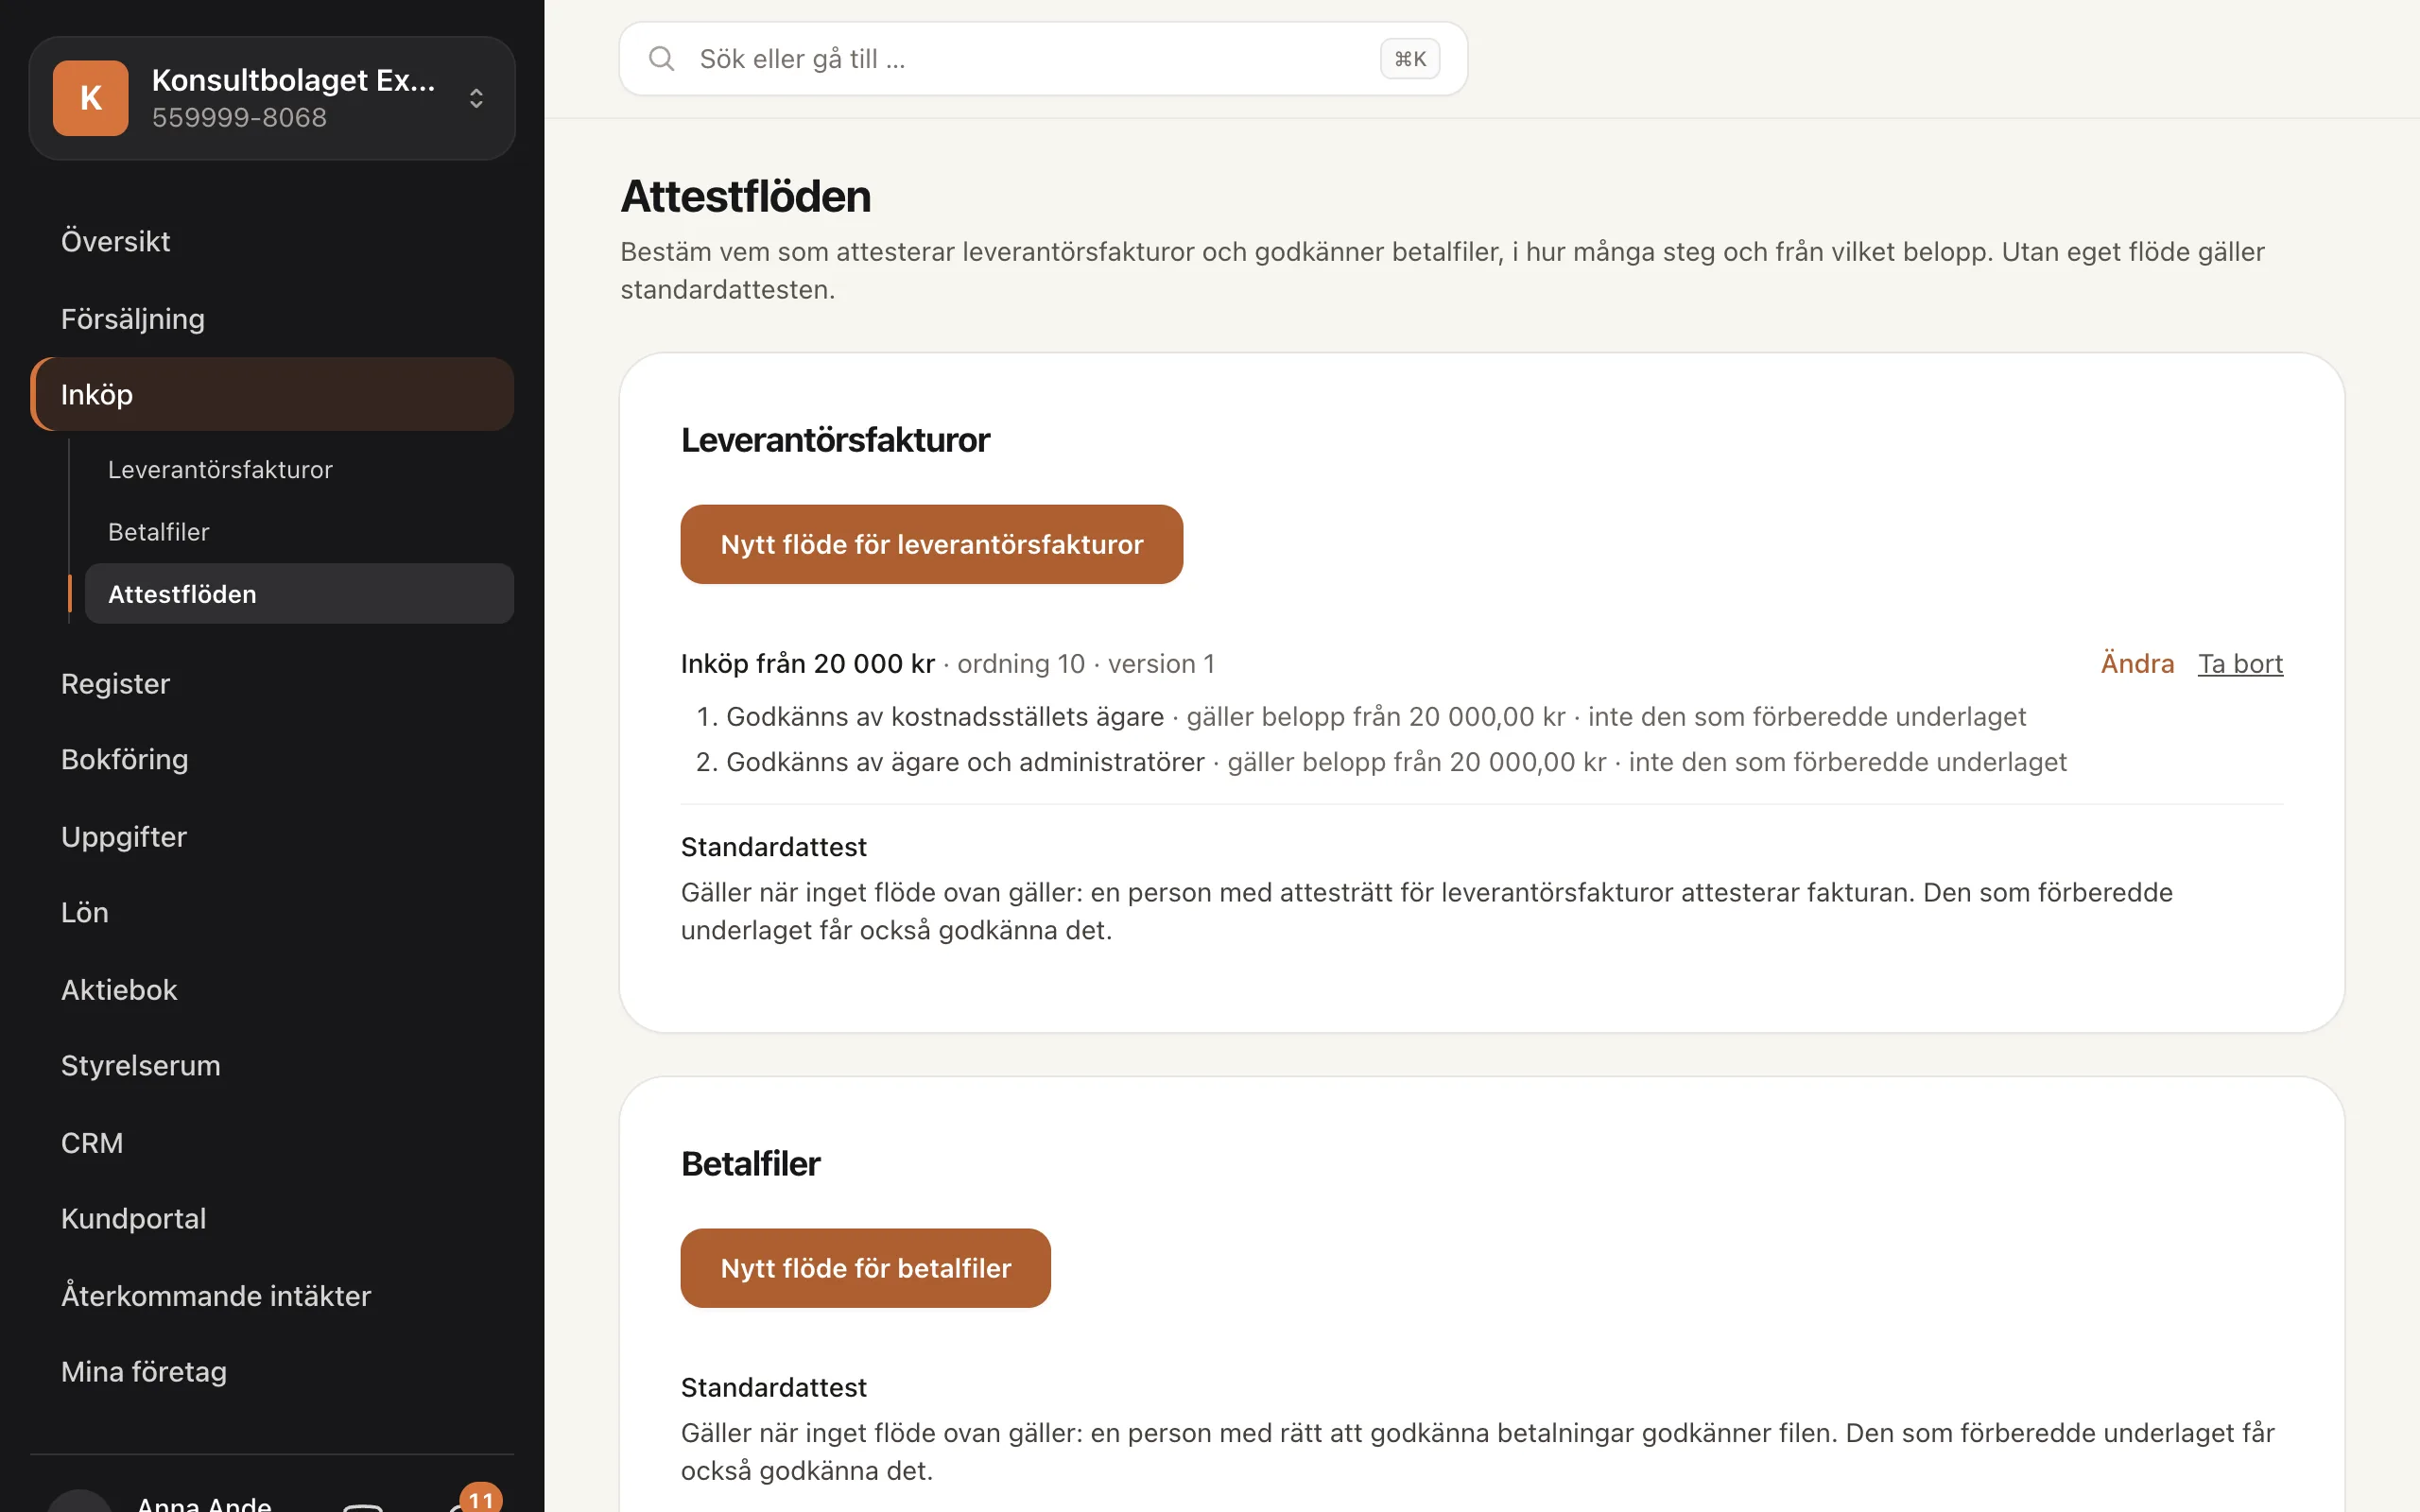 K
Konsultbolaget Ex...
559999-8068
Översikt
Försäljning
Inköp
Leverantörsfakturor
Betalfiler
Attestflöden
Register
Bokföring
Uppgifter
Lön
Aktiebok
Styrelserum
CRM
Kundportal
Återkommande intäkter
Mina företag
Anna Ande
11
Sök eller gå till ...
⌘K
Attestflöden
Bestäm vem som attesterar leverantörsfakturor och godkänner betalfiler, i hur många steg och från vilket belopp. Utan eget flöde gäller
standardattesten.
Leverantörsfakturor
Nytt flöde för leverantörsfakturor
Inköp från 20 000 kr · ordning 10 · version 1
Ändra Ta bort
1. Godkänns av kostnadsställets ägare · gäller belopp från 20 000,00 kr · inte den som förberedde underlaget
2. Godkänns av ägare och administratörer · gäller belopp från 20 000,00 kr · inte den som förberedde underlaget
Standardattest
Gäller när inget flöde ovan gäller: en person med attesträtt för leverantörsfakturor attesterar fakturan. Den som förberedde
underlaget får också godkänna det.
Betalfiler
Nytt flöde för betalfiler
Standardattest
Gäller när inget flöde ovan gäller: en person med rätt att godkänna betalningar godkänner filen. Den som förberedde underlaget får
också godkänna det.